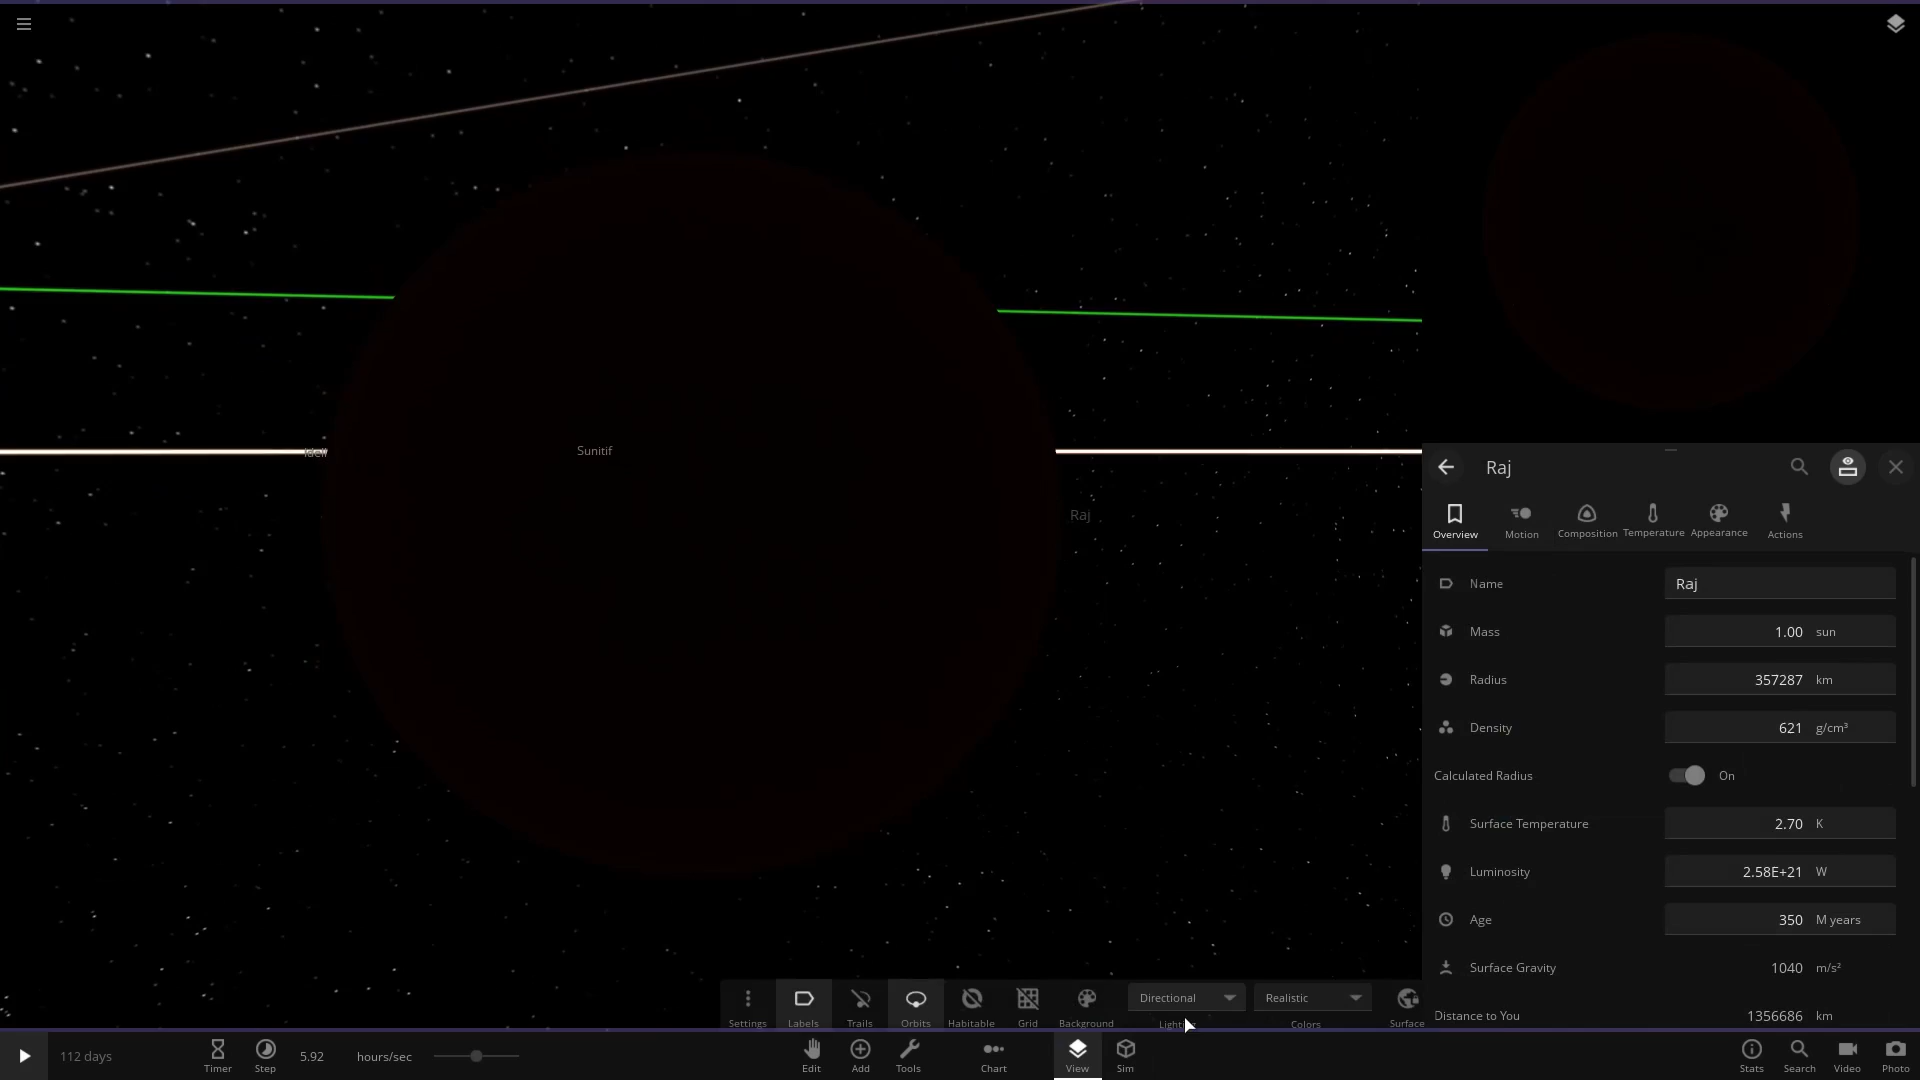 Sunitif
Raj
Raj
Overview
Motion
Composition
Temperature
Appearance
Actions
Name
Raj
Mass
1.00 sun
Radius
357287 km
Density
621 g/cm³
Calculated Radius
On
Surface Temperature
2.70 K
Luminosity
2.58E+21 W
Age
350 M years
Surface Gravity
1040 m/s²
Distance to You
1356686 km
Directional
Realistic
Settings
Labels
Trails
Orbits
Habitable
Grid
Background
Colors
Surface
112 days
Timer
Step
5.92 hours/sec
Edit
Add
Tools
Chart
View
Sim
Stats
Search
Video
Photo